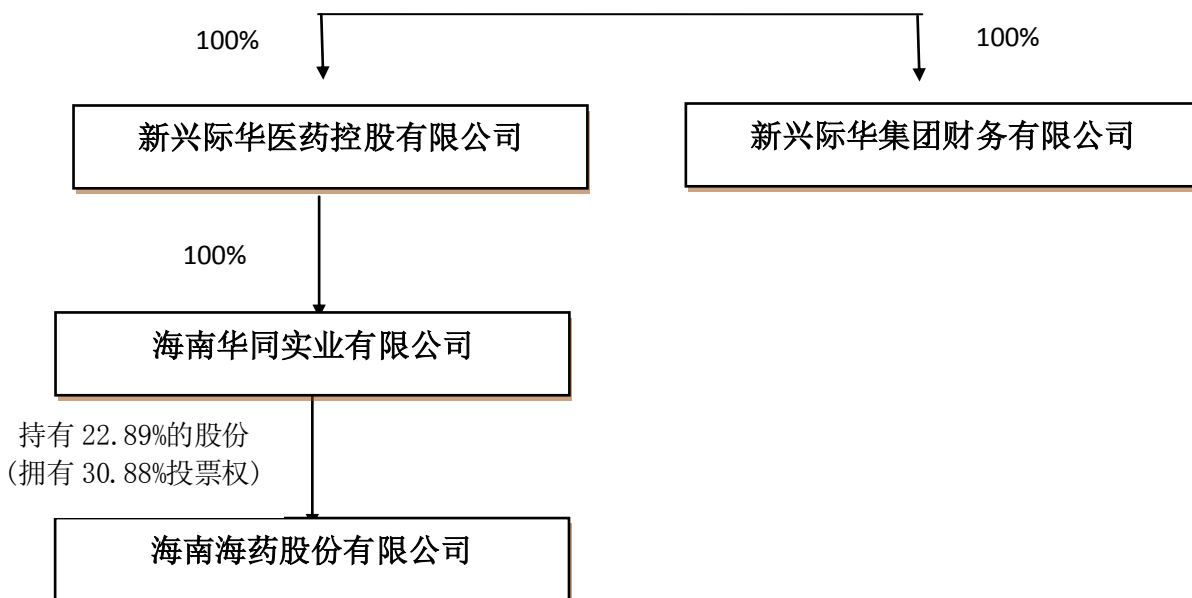 100%
100%
新兴际华医药控股有限公司
新兴际华集团财务有限公司
100%
海南华同实业有限公司
持有 22.89%的股份
(拥有 30.88%投票权)
海南海药股份有限公司